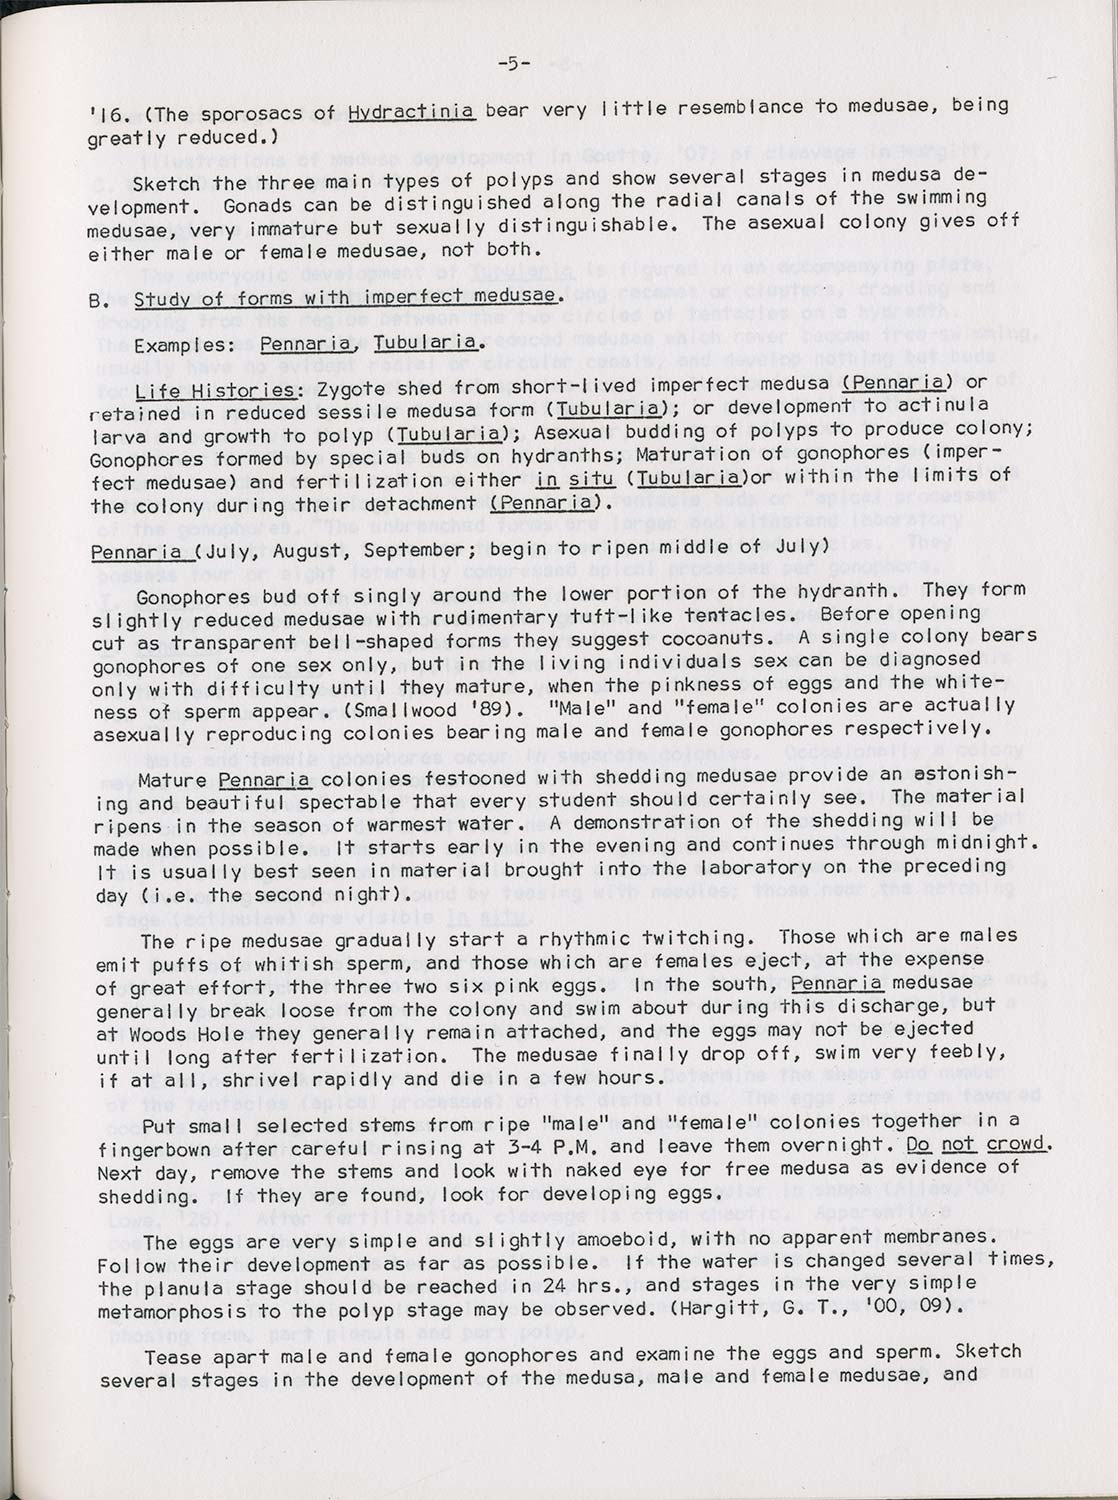 -5-
'16. (The sporosacs of Hydractinia bear very little resemblance to medusae, being
greatly reduced.)
Sketch the three main types of polyps and show several stages in medusa de-
velopment. Gonads can be distinguished along the radial canals of the swimming
medusae, very immature but sexually distinguishable. The asexual colony gives off
either male or female medusae, not both.
B. Study of forms with imperfect medusae.
Examples: Pennaria, Tubularia.
Life Histories: Zygote shed from short-lived imperfect medusa (Pennaria) or
retained in reduced sessile medusa form (Tubularia); or development to actinula
larva and growth to polyp (Tubularia); Asexual budding of polyps to produce colony;
Gonophores formed by special buds on hydranths; Maturation of gonophores (imper-
fect medusae) and fertilization either in situ (Tubularia)or within the limits of
the colony during their detachment (Pennaria).
Pennaria (July, August, September; begin to ripen middle of July)
Gonophores bud off singly around the lower portion of the hydranth. They form
slightly reduced medusae with rudimentary tuft-like tentacles. Before opening
cut as transparent bell-shaped forms they suggest cocoanuts. A single colony bears
gonophores of one sex only, but in the living individuals sex can be diagnosed
only with difficulty until they mature, when the pinkness of eggs and the white-
ness of sperm appear. (Smallwood '89). "Male" and "female" colonies are actually
asexually reproducing colonies bearing male and female gonophores respectively.
Mature Pennaria colonies festooned with shedding medusae provide an astonish-
ing and beautiful spectable that every student should certainly see. The material
ripens in the season of warmest water. A demonstration of the shedding will be
made when possible. It starts early in the evening and continues through midnight.
It is usually best seen in material brought into the laboratory on the preceding
day (i.e. the second night).
The ripe medusae gradually start a rhythmic twitching. Those which are males
emit puffs of whitish sperm, and those which are females eject, at the expense
of great effort, the three two six pink eggs. In the south, Pennaria medusae
generally break loose from the colony and swim about during this discharge, but
at Woods Hole they generally remain attached, and the eggs may not be ejected
until long after fertilization. The medusae finally drop off, swim very feebly,
if at all, shrivel rapidly and die in a few hours.
Put small selected stems from ripe "male" and "female" colonies together in a
fingerbown after careful rinsing at 3-4 P.M. and leave them overnight. Do not crowd.
Next day, remove the stems and look with naked eye for free medusa as evidence of
shedding. If they are found, look for developing eggs.
The eggs are very simple and slightly amoeboid, with no apparent membranes.
Follow their development as far as possible. If the water is changed several times,
the planula stage should be reached in 24 hrs., and stages in the very simple
metamorphosis to the polyp stage may be observed. (Hargitt, G. T., '00, 09).
Tease apart male and female gonophores and examine the eggs and sperm. Sketch
several stages in the development of the medusa, male and female medusae, and